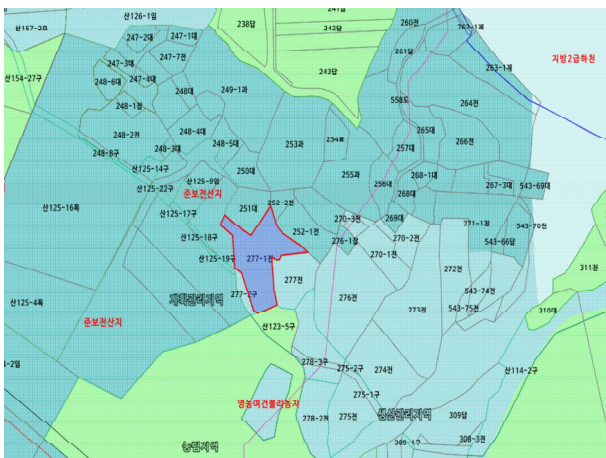 산126-1임
238답
242답
260전
247-2대
247-1대
247-7전
247-3대
247-4대
248-6대
248-1잡
248대
249-1과
243답
263-1제
지방2급하천
산154-27구
558도
264전
265대
266전
257대
248-2전
248-4대
248-3대
248-5대
253과
248-8구
산125-14구
250대
255과
256대
268-1대
268대
267-3대
543-69대
산125-22구
산125-9임
준보전산지
산125-16목
산125-17구
251대
252-2전
252-1전
270-3전
276-1잡
269대
270-2전
270-1전
271-1전
543-70전
543-66답
산125-18구
산125-19구
277-1전
277전
272전
311전
277-2구
계획관리지역
276전
543-74전
543-75전
산125-4목
준보전산지
산123-5구
278-3구
275-2구
274전
산114-2구
275-1구
영농여건불리농지
278-2전
275전
생산관리지역
309답
308-3전
농림지역